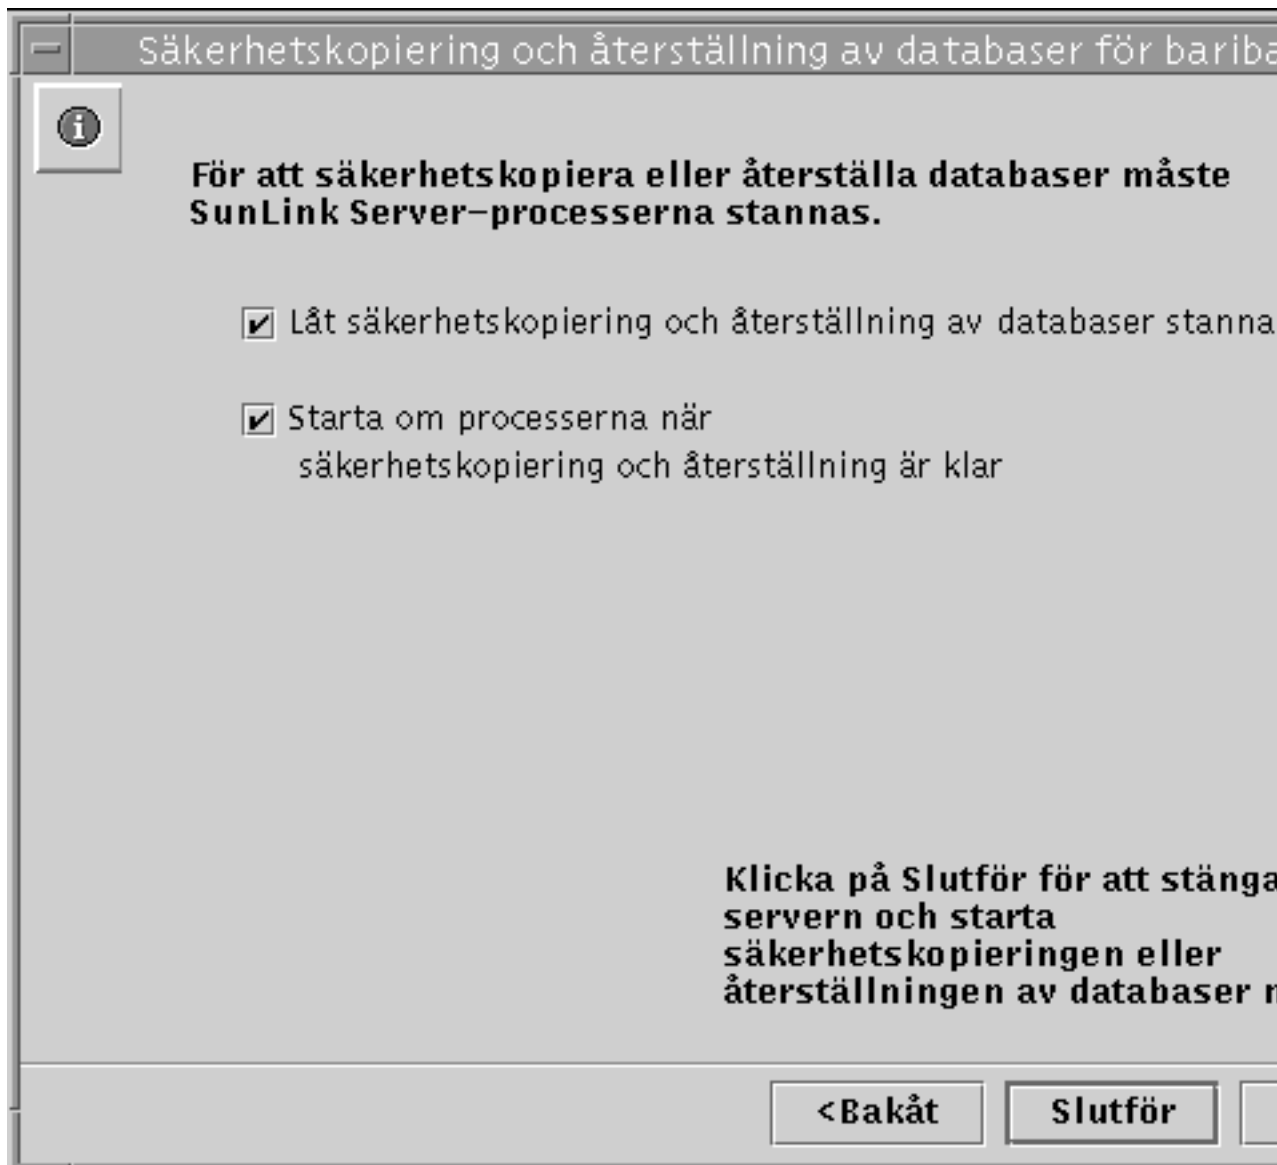 Säkerhetskopiering och återställning av databaser för bariba
För att säkerhetskopiera eller återställa databaser måste
SunLink Server-processerna stannas.
Låt säkerhetskopiering och återställning av databaser stanna
Starta om processerna när
säkerhetskopiering och återställning är klar
Klicka på Slutför för att stänga
servern och starta
säkerhetskopieringen eller
återställningen av databaser
<Bakåt
Slutför